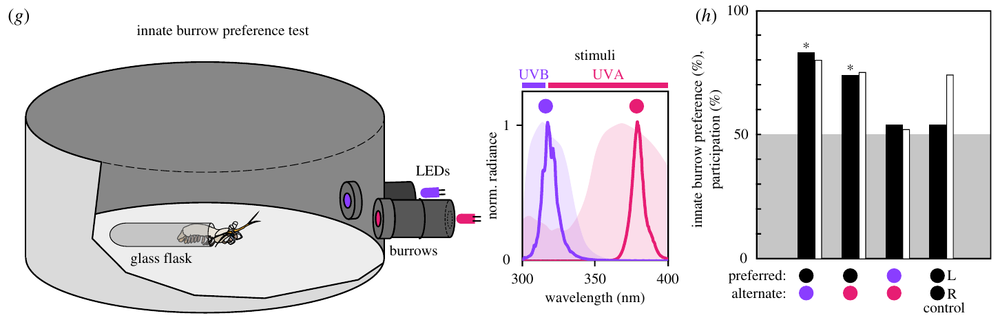 (g)
innate burrow preference test
LEDs
burrows
glass flask
stimuli
UVB UVA
norm. radiance
1
0
300 350 400
wavelength (nm)
(h)
innate burrow preference (%),
participation (%)
100
50
0
* *
preferred: L
alternate: R
control